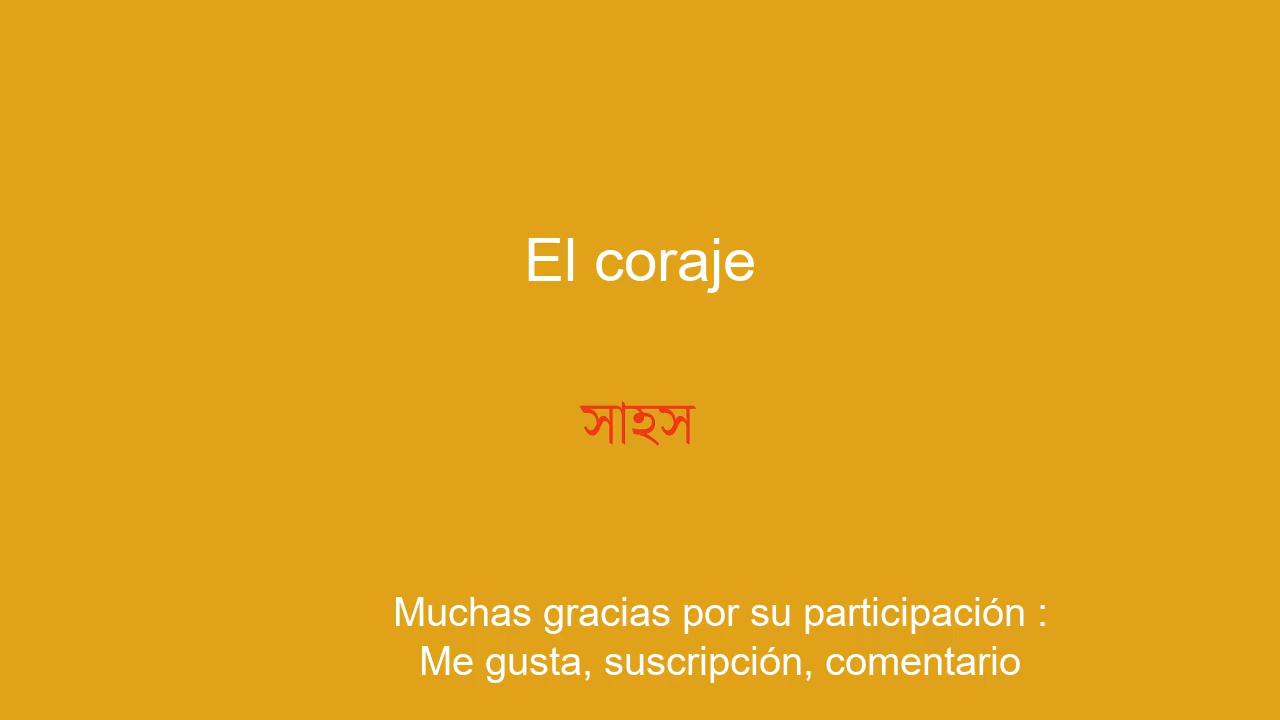 El coraje
সাহস
Muchas gracias por su participación :
Me gusta, suscripción, comentario